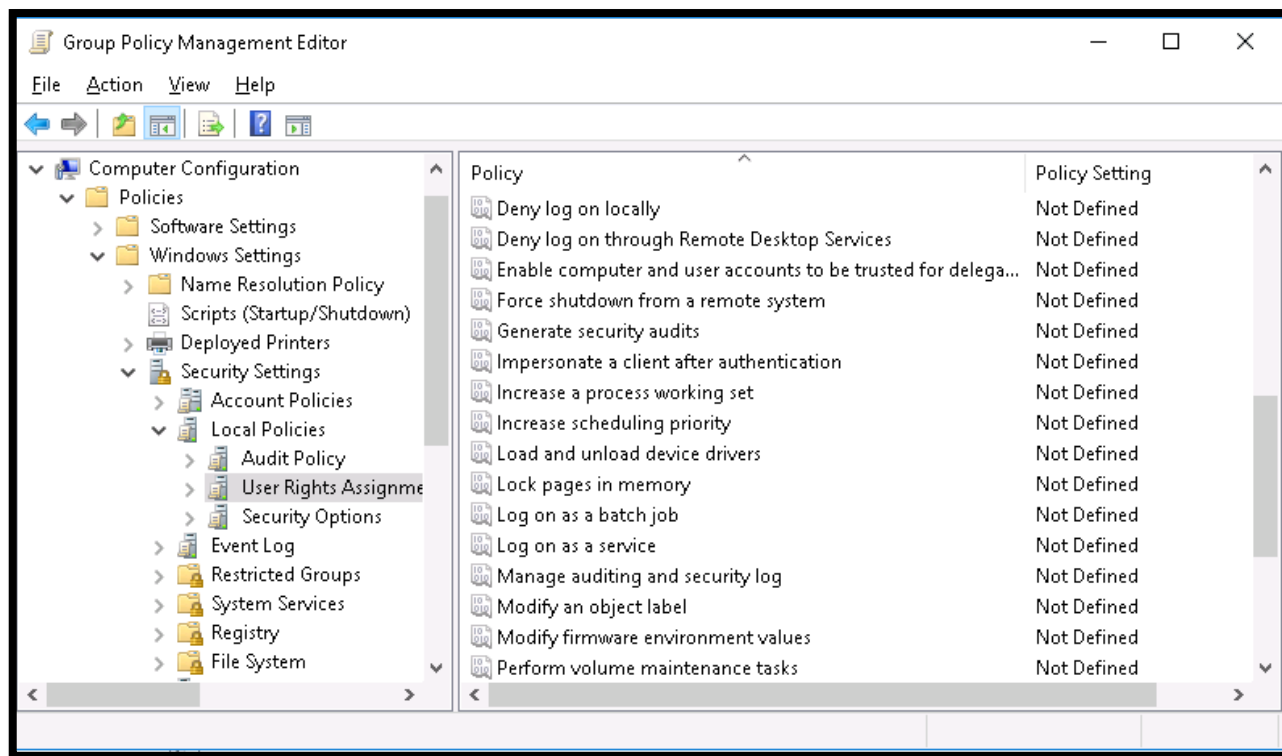 Group Policy Management Editor
File Action View Help
Computer Configuration
Policies
Software Settings
Windows Settings
Name Resolution Policy
Scripts (Startup/Shutdown)
Deployed Printers
Security Settings
Account Policies
Local Policies
Audit Policy
User Rights Assignme
Security Options
Event Log
Restricted Groups
System Services
Registry
File System
Policy Policy Setting
Deny log on locally Not Defined
Deny log on through Remote Desktop Services Not Defined
Enable computer and user accounts to be trusted for delega... Not Defined
Force shutdown from a remote system Not Defined
Generate security audits Not Defined
Impersonate a client after authentication Not Defined
Increase a process working set Not Defined
Increase scheduling priority Not Defined
Load and unload device drivers Not Defined
Lock pages in memory Not Defined
Log on as a batch job Not Defined
Log on as a service Not Defined
Manage auditing and security log Not Defined
Modify an object label Not Defined
Modify firmware environment values Not Defined
Perform volume maintenance tasks Not Defined